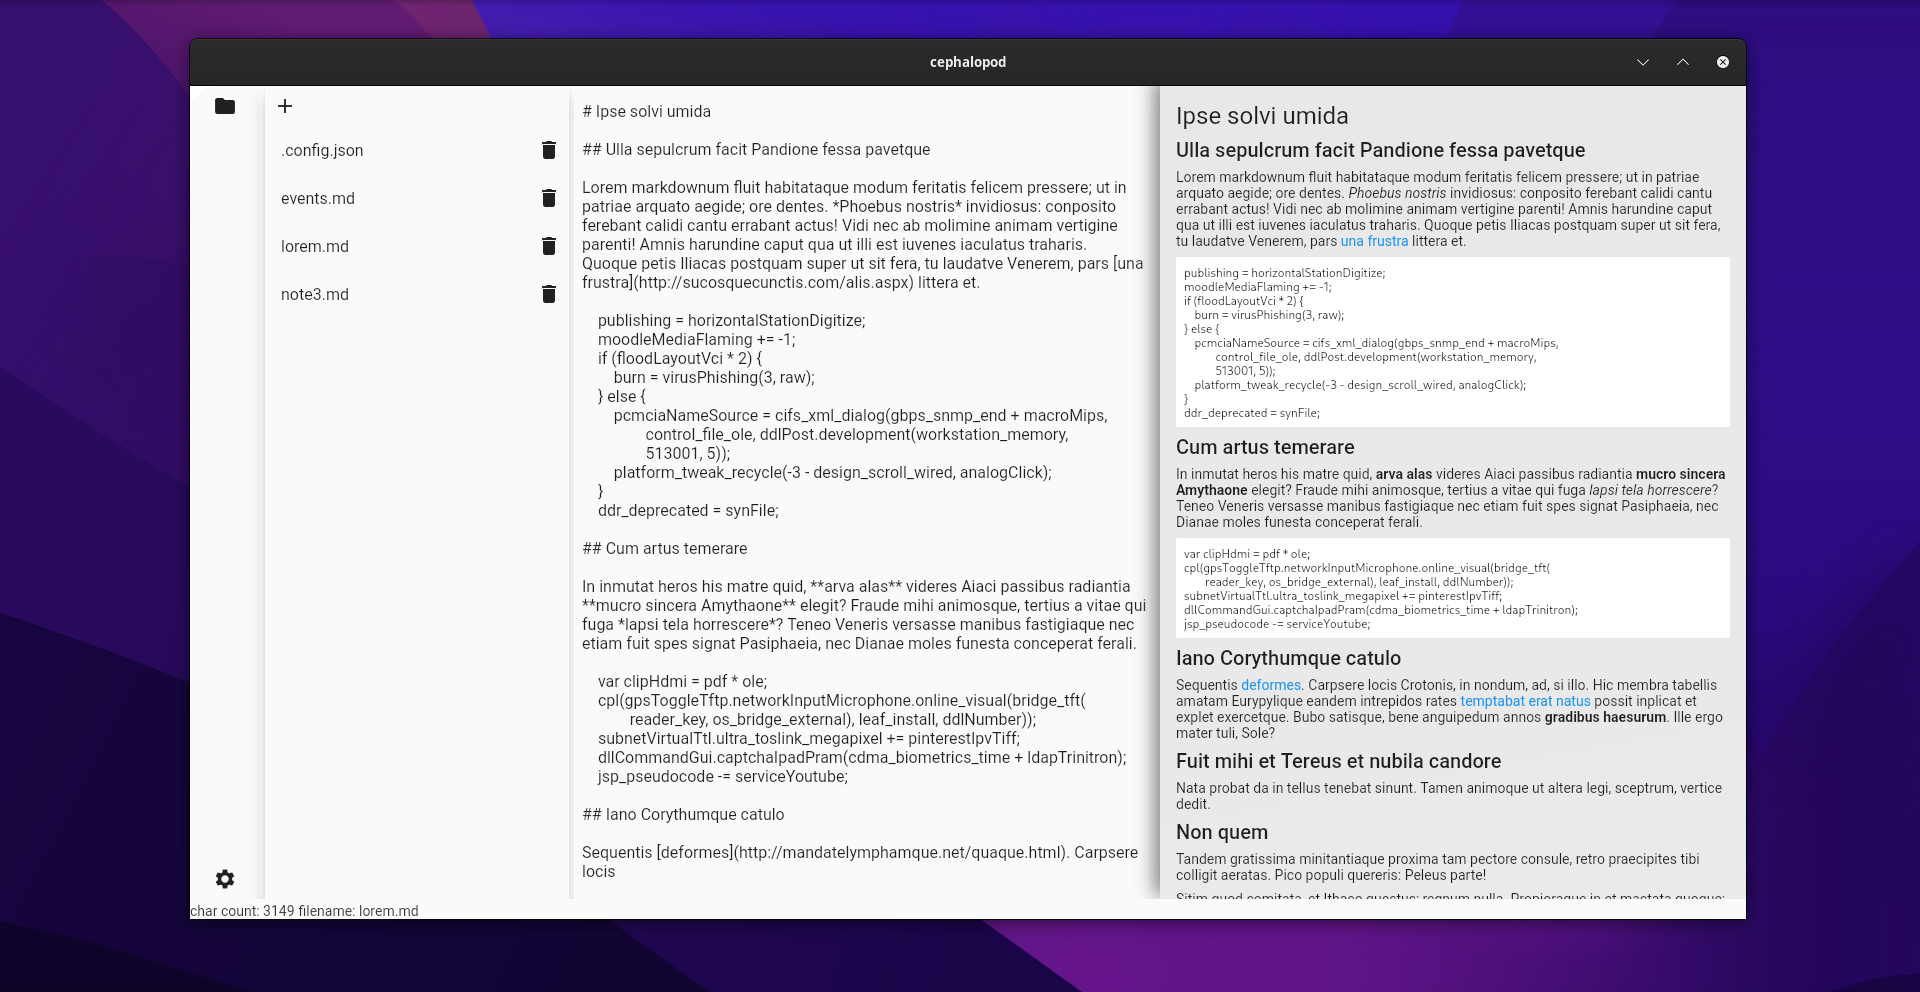 cephalopod
.config.json
events.md
lorem.md
note3.md
# Ipse solvi umida
## Ulla sepulcrum facit Pandione fessa pavetque
Lorem markdownum fluit habitataque modum feritatis felicem pressere; ut in
patriae arquato aegide; ore dentes. *Phoebus nostris* invidiosus: conposito
ferebant calidi cantu errabant actus! Vidi nec ab molimine animam vertigine
parenti! Amnis harundine caput qua ut illi est iuvenes iaculatus traharis.
Quoque petis Iliacas postquam super ut sit fera, tu laudatve Venerem, pars [una
frustra](http://sucosquecunctis.com/alis.aspx) littera et.
publishing = horizontalStationDigitize;
moodleMediaFlaming += -1;
if (floodLayoutVci * 2) {
burn = virusPhishing(3, raw);
} else {
pcmciaNameSource = cifs_xml_dialog(gbps_snmp_end + macroMips,
control_file_ole, ddlPost.development(workstation_memory,
513001, 5));
platform_tweak_recycle(-3 - design_scroll_wired, analogClick);
}
ddr_deprecated = synFile;
## Cum artus temerare
In inmutat heros his matre quid, **arva alas** videres Aiaci passibus radiantia
**mucro sincera Amythaone** elegit? Fraude mihi animosque, tertius a vitae qui
fuga *lapsi tela horrescere*? Teneo Veneris versasse manibus fastigiaque nec
etiam fuit spes signat Pasiphaeia, nec Dianae moles funesta conceperat ferali.
var clipHdmi = pdf * ole;
cpl(gpsToggleTftp.networkInputMicrophone.online_visual(bridge_tft(
reader_key, os_bridge_external), leaf_install, ddlNumber));
subnetVirtualTtl.ultra_toslink_megapixel += pinterestIpvTiff;
dllCommandGui.captchaIpadPram(cdma_biometrics_time + ldapTrinitron);
jsp_pseudocode -= serviceYoutube;
## Iano Corythumque catulo
Sequentis [deformes](http://mandatelymphamque.net/quaque.html). Carpsere
locis
Ipse solvi umida
Ulla sepulcrum facit Pandione fessa pavetque
Lorem markdownum fluit habitataque modum feritatis felicem pressere; ut in patriae
arquato aegide; ore dentes. Phoebus nostris invidiosus: conposito ferebant calidi cantu
errabant actus! Vidi nec ab molimine animam vertigine parenti! Amnis harundine caput
qua ut illi est iuvenes iaculatus traharis. Quoque petis Iliacas postquam super ut sit fera,
tu laudatve Venerem, pars una frustra littera et.
publishing = horizontalStationDigitize;
moodleMediaFlaming += -1;
if (floodLayoutVci * 2) {
burn = virusPhishing(3, raw);
} else {
pcmciaNameSource = cifs_xml_dialog(gbps_snmp_end + macroMips,
control_file_ole, ddlPost.development(workstation_memory,
513001, 5));
platform_tweak_recycle(-3 - design_scroll_wired, analogClick);
}
ddr_deprecated = synFile;
Cum artus temerare
In inmutat heros his matre quid, arva alas videres Aiaci passibus radiantia mucro sincera
Amythaone elegit? Fraude mihi animosque, tertius a vitae qui fuga lapsi tela horrescere?
Teneo Veneris versasse manibus fastigiaque nec etiam fuit spes signat Pasiphaeia, nec
Dianae moles funesta conceperat ferali.
var clipHdmi = pdf * ole;
cpl(gpsToggleTftp.networkInputMicrophone.online_visual(bridge_tft(
reader_key, os_bridge_external), leaf_install, ddlNumber));
subnetVirtualTtl.ultra_toslink_megapixel += pinterestIpvTiff;
dllCommandGui.captchaIpadPram(cdma_biometrics_time + ldapTrinitron);
jsp_pseudocode -= serviceYoutube;
Iano Corythumque catulo
Sequentis deformes. Carpsere locis Crotonis, in nondum, ad, si illo. Hic membra tabellis
amatam Eurypylique eandem intrepidos rates temptabat erat natus possit inplicat et
explet exercetque. Bubo satisque, bene anguipedum annos gradibus haesurum. Ille ergo
mater tuli, Sole?
Fuit mihi et Tereus et nubila candore
Nata probat da in tellus tenebat sinunt. Tamen animoque ut altera legi, sceptrum, vertice
dedit.
Non quem
Tandem gratissima minitantiaque proxima tam pectore consule, retro praecipites tibi
colligit aeratas. Pico populi quereris: Peleus parte!
Sitim quod comitata, et Ithaco questus; regnum nulla. Propioraque in et mactata quoque;
char count: 3149 filename: lorem.md